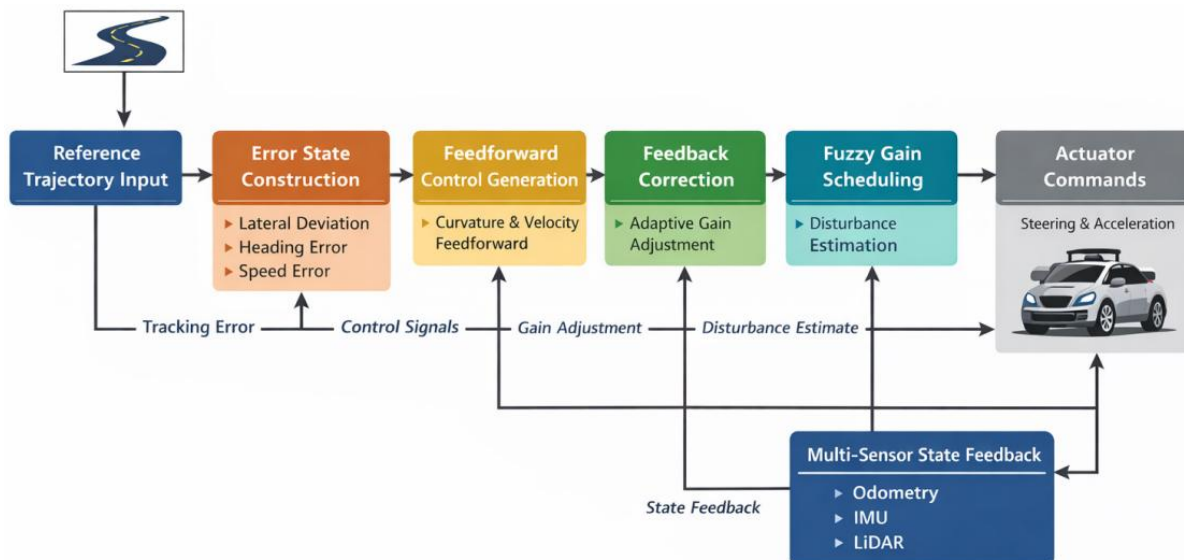 Reference
Trajectory Input
Error State
Construction
▸ Lateral Deviation
▸ Heading Error
▸ Speed Error
Feedforward
Control Generation
▸ Curvature & Velocity
Feedforward
Feedback
Correction
▸ Adaptive Gain
Adjustment
Fuzzy Gain
Scheduling
▸ Disturbance
Estimation
Actuator
Commands
Steering & Acceleration
Tracking Error
Control Signals
Gain Adjustment
Disturbance Estimate
Multi-Sensor State Feedback
▸ Odometry
▸ IMU
▸ LiDAR
State Feedback